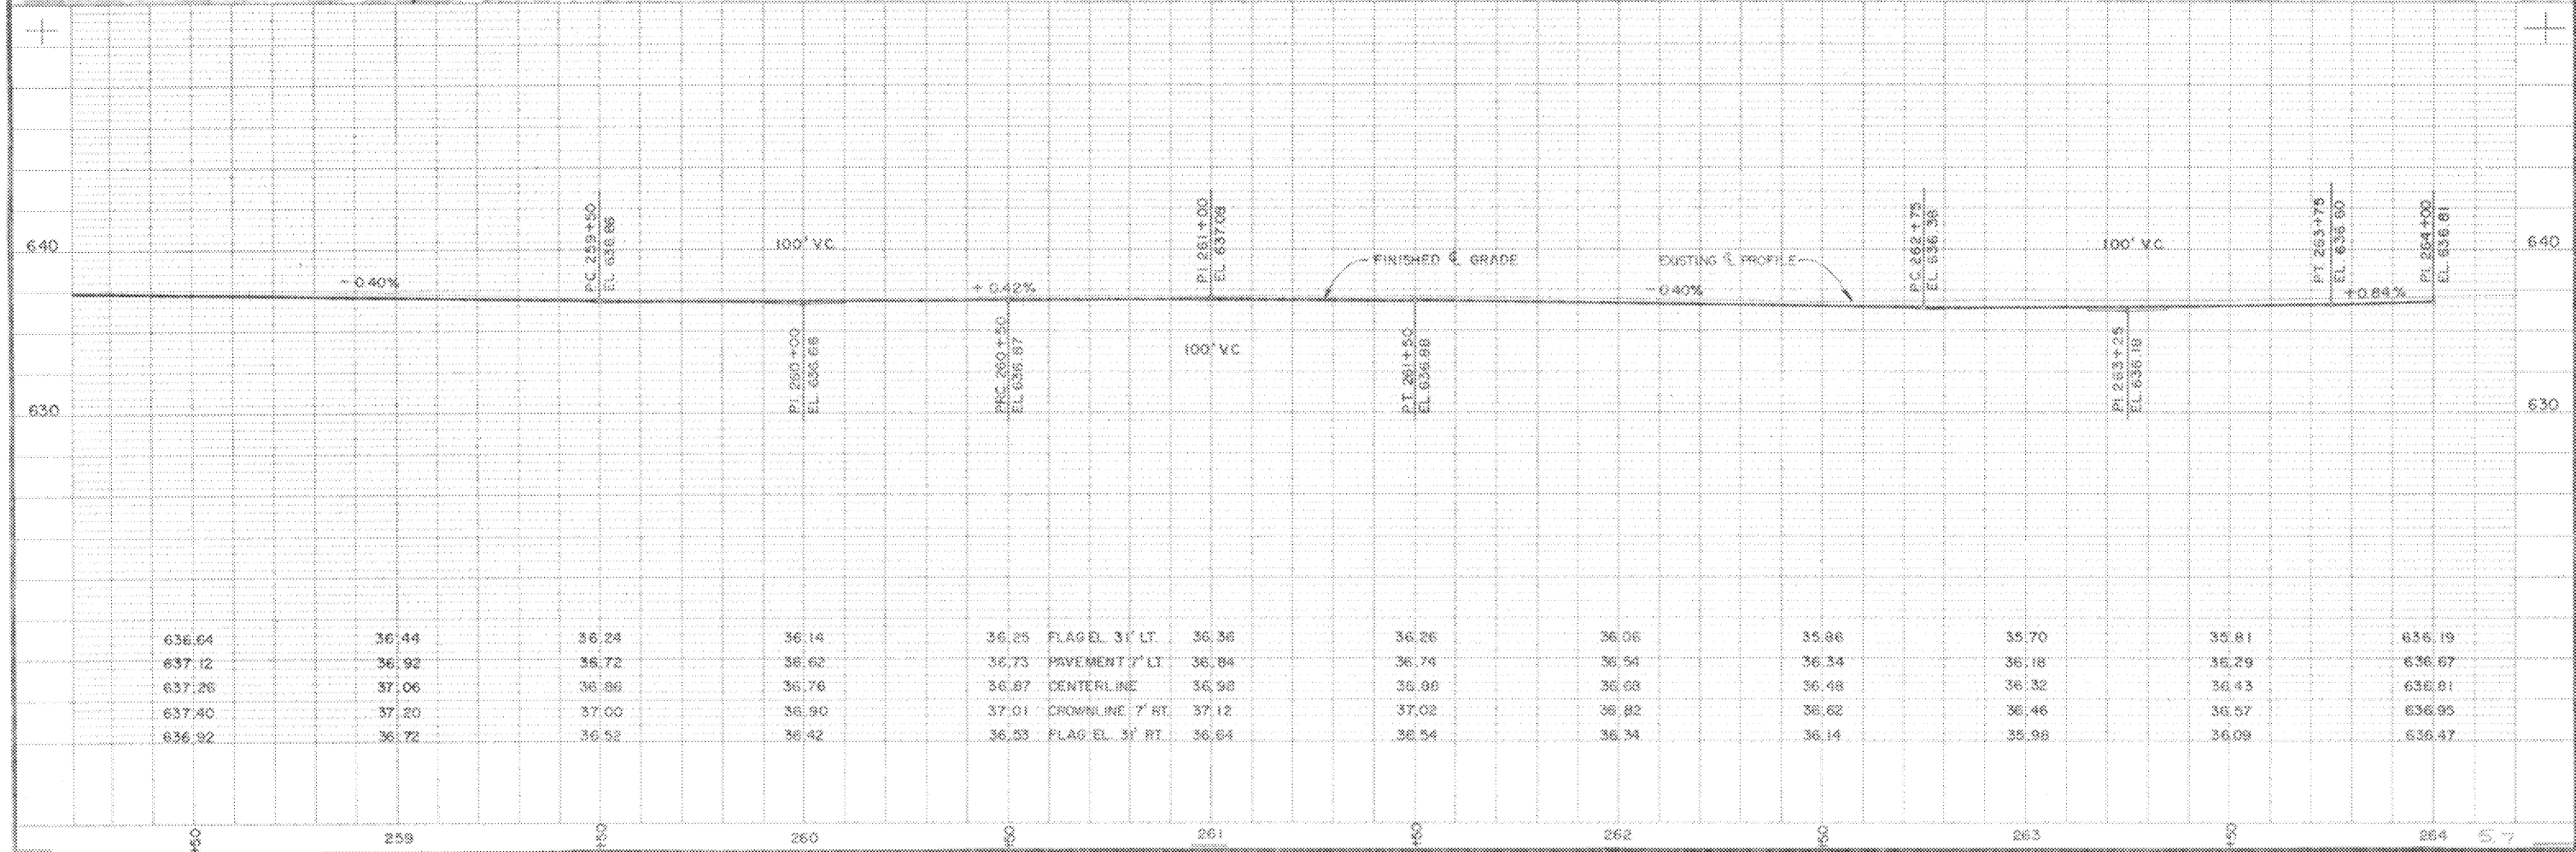 PC 259+50
EL 636.86
PI 261+00
EL 637.08
PC 262+75
EL 636.38
PT 263+75
EL 636.60
PI 264+00
EL 636.81
640
100' V.C.
FINISHED ℄ GRADE
EXISTING ℄ PROFILE
100' V.C.
640
-0.40%
+0.42%
-0.40%
+0.84%
PI 260+00
EL 636.66
PRC 260+50
EL 636.87
100' V.C.
PT 261+50
EL 636.88
PI 263+25
EL 636.18
630
630
636.64 36.44 36.24 36.14 36.25 FLAG EL. 31' LT. 36.36 36.26 36.06 35.86 35.70 35.81 636.19
637.12 36.92 36.72 36.62 36.73 PAVEMENT 7' LT. 36.84 36.74 36.54 36.34 36.18 36.29 636.67
637.26 37.06 36.86 36.76 36.87 CENTERLINE 36.98 36.88 36.68 36.48 36.32 36.43 636.81
637.40 37.20 37.00 36.90 37.01 CROWNLINE 7' RT. 37.12 37.02 36.82 36.62 36.46 36.57 636.95
636.92 36.72 36.52 36.42 36.53 FLAG EL. 31' RT. 36.64 36.54 36.34 36.14 35.98 36.09 636.47
+50 259 +50 260 +50 261 +50 262 +50 263 +50 264